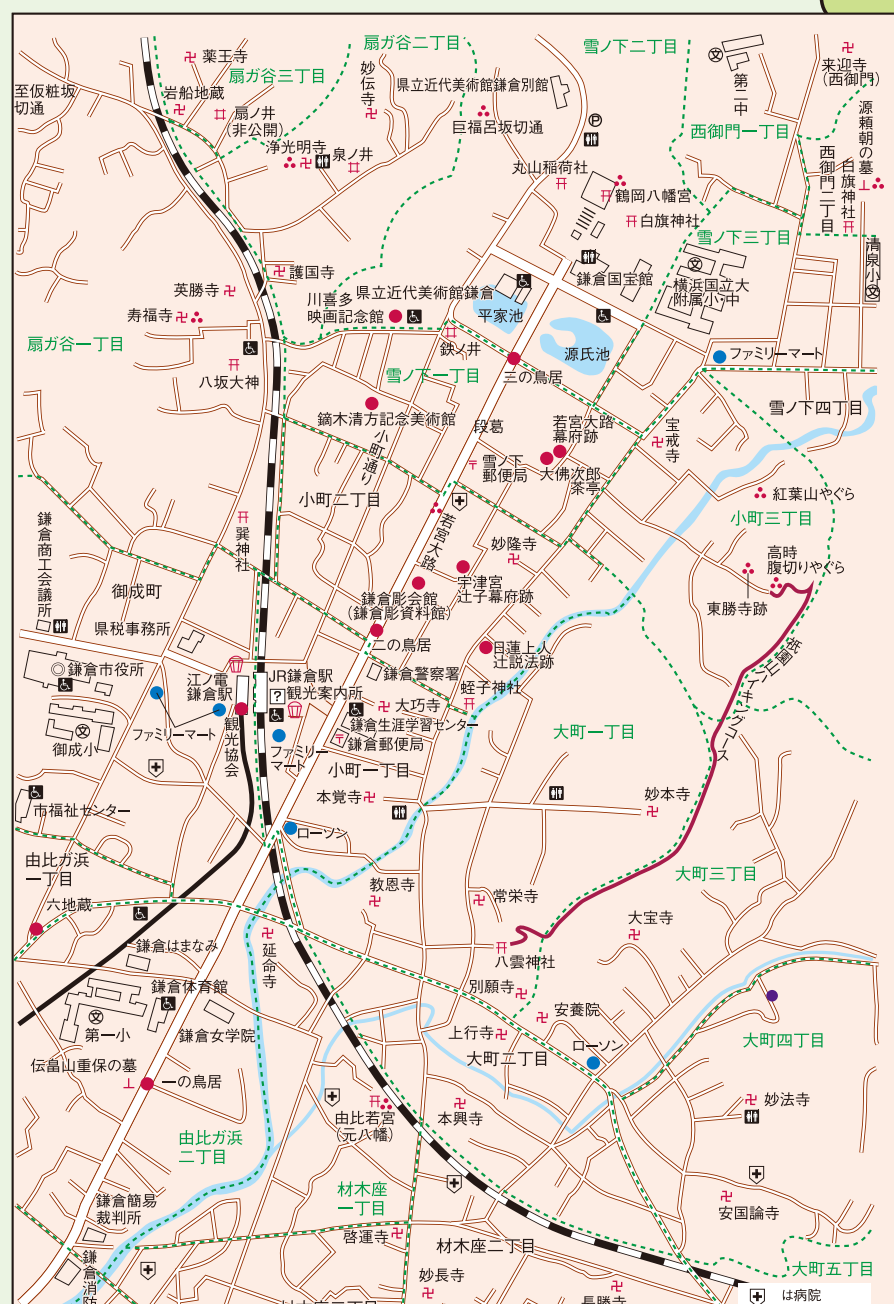 扇ガ谷二丁目
雪ノ下二丁目
薬王寺
扇ガ谷三丁目
妙伝寺
県立近代美術館鎌倉別館
第二中
来迎寺
(西御門)
至仮粧坂
切通
岩船地蔵
扇ノ井
(非公開)
巨福呂坂切通
P
西御門一丁目
源頼朝の墓
浄光明寺
泉ノ井
丸山稲荷社
西御門二丁目
白旗神社
鶴岡八幡宮
白旗神社
雪ノ下三丁目
清泉小
護国寺
鎌倉国宝館
横浜国立大
附属小・中
英勝寺
川喜多
映画記念館
県立近代美術館鎌倉
平家池
寿福寺
扇ガ谷一丁目
鉄ノ井
源氏池
ファミリーマート
八坂大神
雪ノ下一丁目
三の鳥居
雪ノ下四丁目
鏑木清方記念美術館
段葛
若宮大路
幕府跡
宝戒寺
小町通り
雪ノ下
郵便局
大佛次郎
茶亭
紅葉山やぐら
小町二丁目
小町三丁目
鎌倉商工会議所
巽神社
若宮大路
妙隆寺
高時
腹切りやぐら
御成町
宇津宮
辻子幕府跡
東勝寺跡
鎌倉彫会館
(鎌倉彫資料館)
県税事務所
二の鳥居
日蓮上人
辻説法跡
祇園山ハイキングコース
鎌倉市役所
江ノ電
鎌倉駅
JR鎌倉駅
?
観光案内所
鎌倉警察署
蛭子神社
大巧寺
ファミリーマート
観光協会
鎌倉生涯学習センター
御成小
ファミリー
マート
鎌倉郵便局
大町一丁目
小町一丁目
本覚寺
妙本寺
市福祉センター
ローソン
由比ガ浜
一丁目
大町三丁目
教恩寺
常栄寺
六地蔵
大宝寺
鎌倉はまなみ
延命寺
八雲神社
鎌倉体育館
別願寺
安養院
第一小
鎌倉女学院
上行寺
大町二丁目
ローソン
大町四丁目
伝畠山重保の墓
一の鳥居
由比若宮
(元八幡)
本興寺
妙法寺
由比ガ浜
二丁目
材木座
一丁目
鎌倉簡易
裁判所
安国論寺
啓運寺
材木座二丁目
鎌倉消防
大町五丁目
妙長寺
長勝寺
は病院